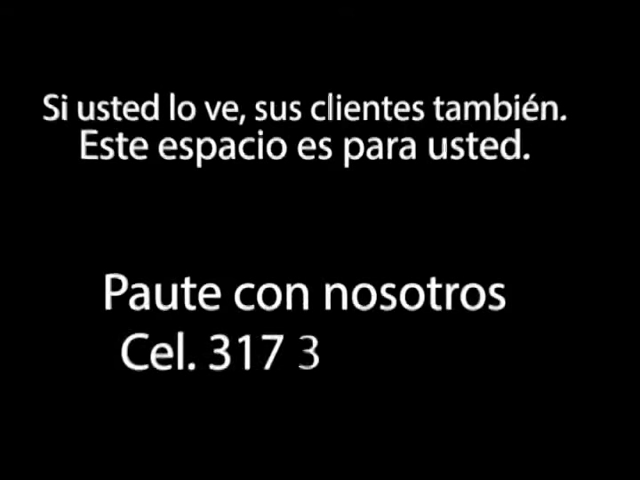 Si usted lo ve, sus clientes también.
Este espacio es para usted.
Paute con nosotros
Cel. 317 3